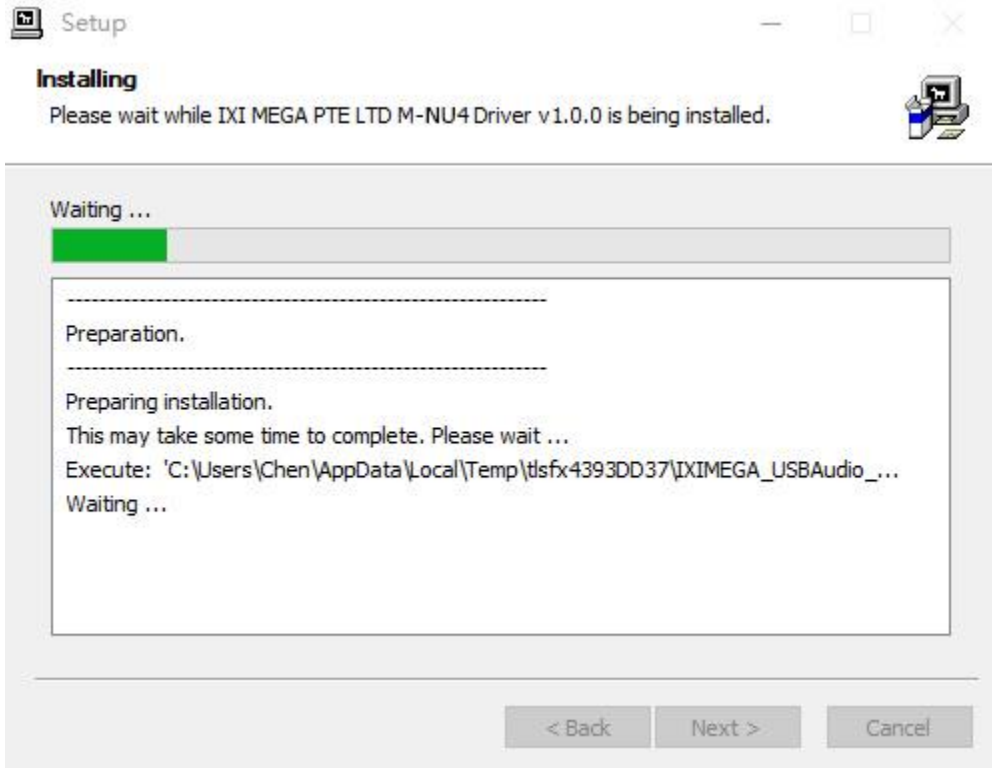 Setup
Installing
Please wait while IXI MEGA PTE LTD M-NU4 Driver v1.0.0 is being installed.
Waiting ...
------------------------------------------------------------
Preparation.
------------------------------------------------------------
Preparing installation.
This may take some time to complete. Please wait ...
Execute: 'C:\Users\Chen\AppData\Local\Temp\tlsfx4393DD37\IXIMEGA_USBAudio_...
Waiting ...
< Back Next > Cancel